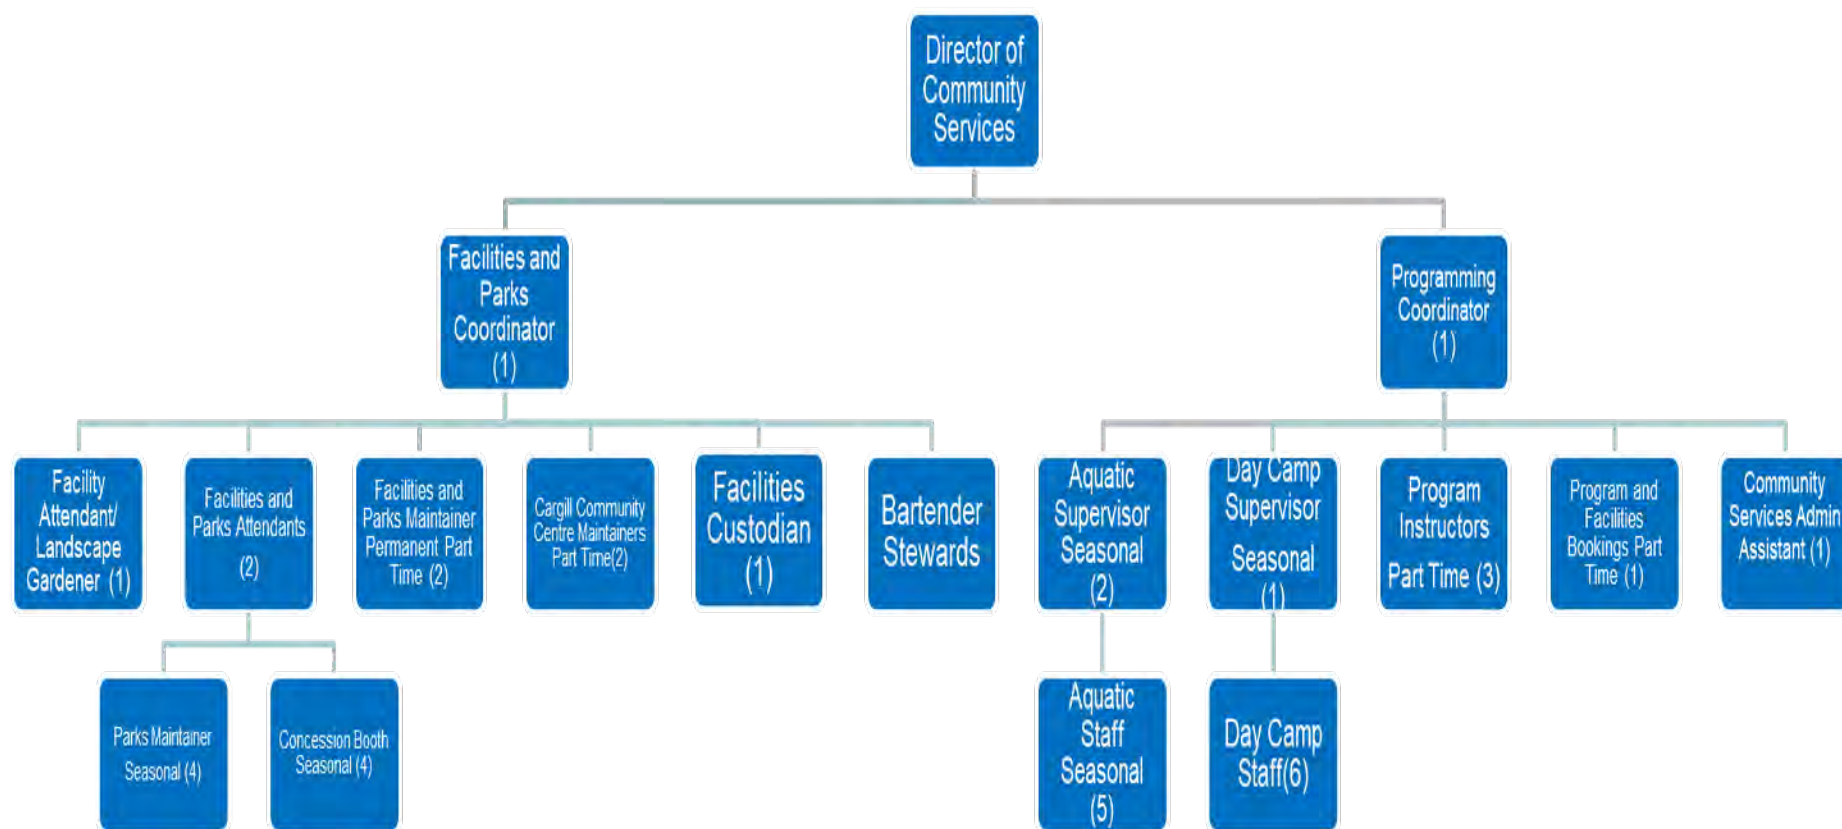 Director of
Community
Services
Facilities and
Parks
Coordinator
(1)
Programming
Coordinator
(1)
Facility
Attendant/
Landscape
Gardener (1)
Facilities and
Parks Attendants
(2)
Facilities and
Parks Maintainer
Permanent Part
Time (2)
Cargill Community
Centre Maintainers
Part Time(2)
Facilities
Custodian
(1)
Bartender
Stewards
Aquatic
Supervisor
Seasonal
(2)
Day Camp
Supervisor
Seasonal
(1)
Program
Instructors
Part Time (3)
Program and
Facilities
Bookings Part
Time (1)
Community
Services Admin
Assistant (1)
Parks Maintainer
Seasonal (4)
Concession Booth
Seasonal (4)
Aquatic
Staff
Seasonal
(5)
Day Camp
Staff(6)